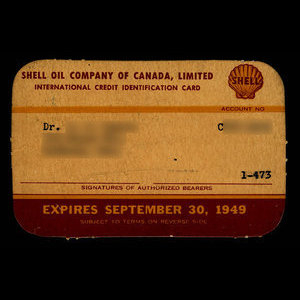 SHELL OIL COMPANY OF CANADA, LIMITED
INTERNATIONAL CREDIT IDENTIFICATION CARD
SHELL
ACCOUNT NO
Dr. C
1-473
SIGNATURES OF AUTHORIZED BEARERS
EXPIRES SEPTEMBER 30, 1949
SUBJECT TO TERMS ON REVERSE SIDE